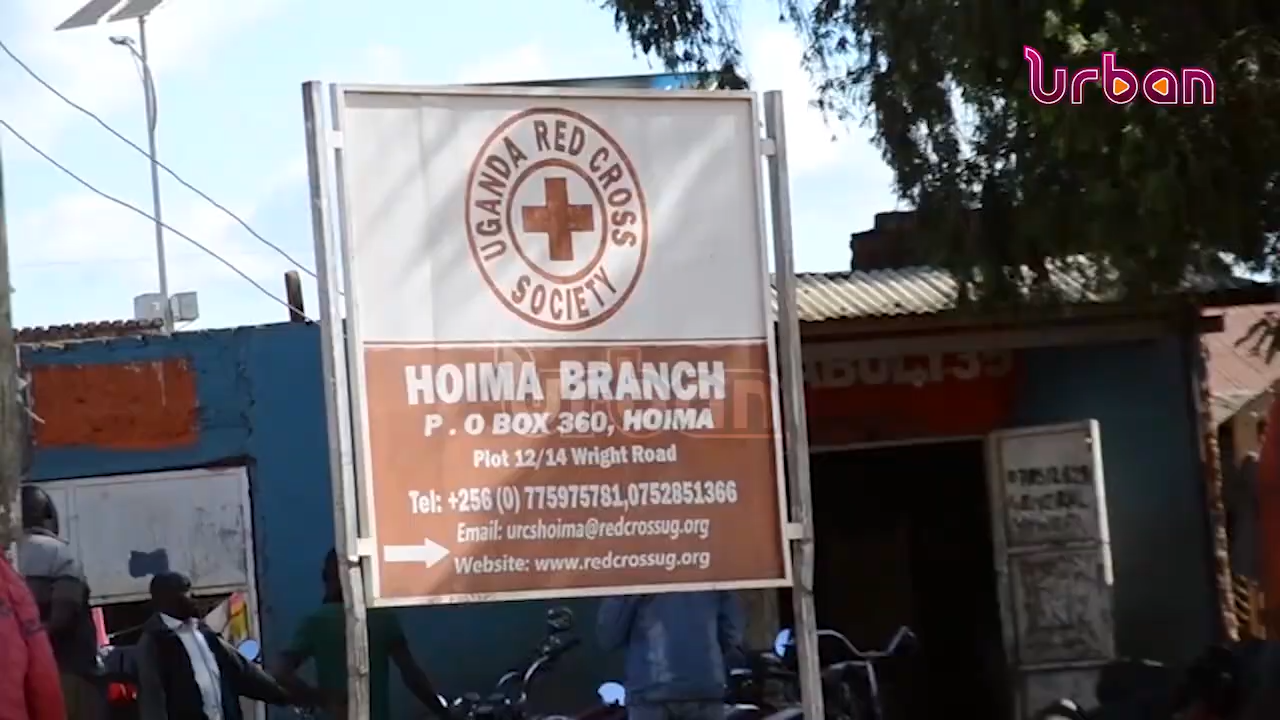 Urban
UGANDA RED CROSS
SOCIETY
HOIMA BRANCH
P.O BOX 360, HOIMA
Plot 12/14 Wright Road
Tel: +256 (0) 775975781,0752851366
Email: urcshoima@redcrossug.org
Website: www.redcrossug.org
Urban